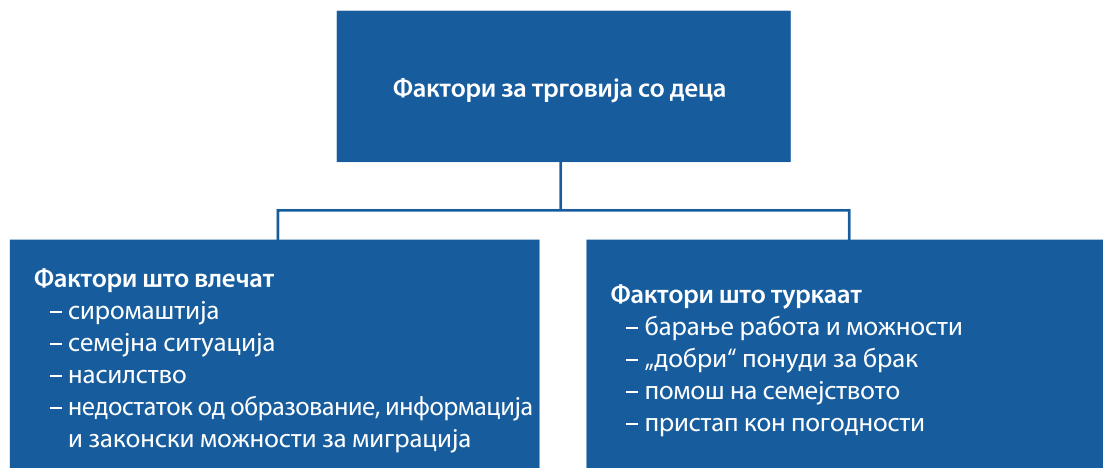 Фактори за трговија со деца
Фактори што влечат
– сиромаштија
– семејна ситуација
– насилство
– недостаток од образование, информација
и законски можности за миграција
Фактори што туркаат
– барање работа и можности
– „добри“ понуди за брак
– помош на семејството
– пристап кон погодности